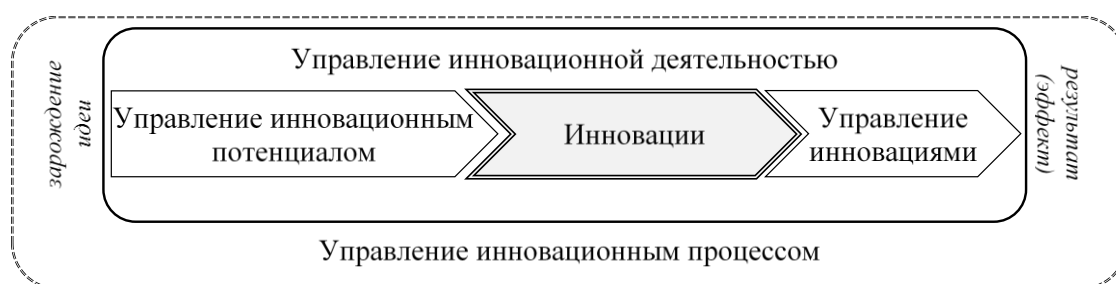 зарождение
идеи
Управление инновационной деятельностью
Управление инновационным
потенциалом
Инновации
Управление
инновациями
результат
(эффект)
Управление инновационным процессом